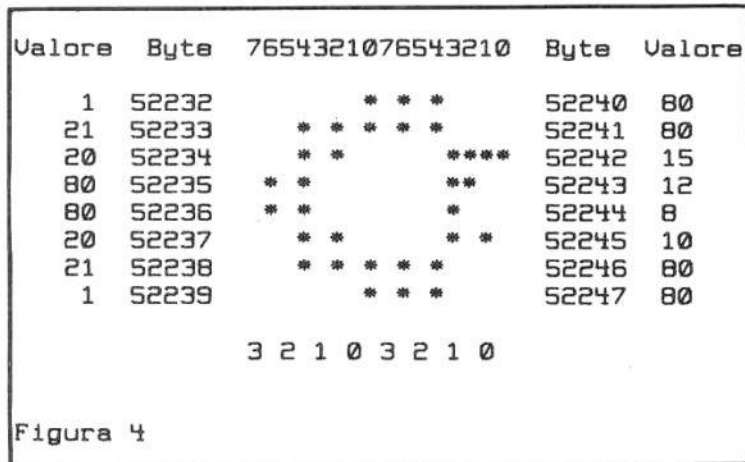 Valore Byte 7654321076543210 Byte Valore
1 52232 * * * 52240 80
21 52233 * * * * * 52241 80
20 52234 * * **** 52242 15
80 52235 * * ** 52243 12
80 52236 * * * 52244 8
20 52237 * * * * 52245 10
21 52238 * * * * * 52246 80
1 52239 * * * 52247 80
3 2 1 0 3 2 1 0
Figura 4